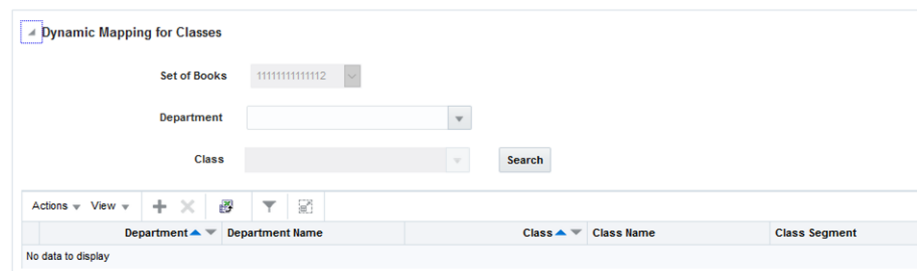 Dynamic Mapping for Classes
Set of Books 11111111111112
Department
Class Search
Actions View
Department Department Name Class Class Name Class Segment
No data to display